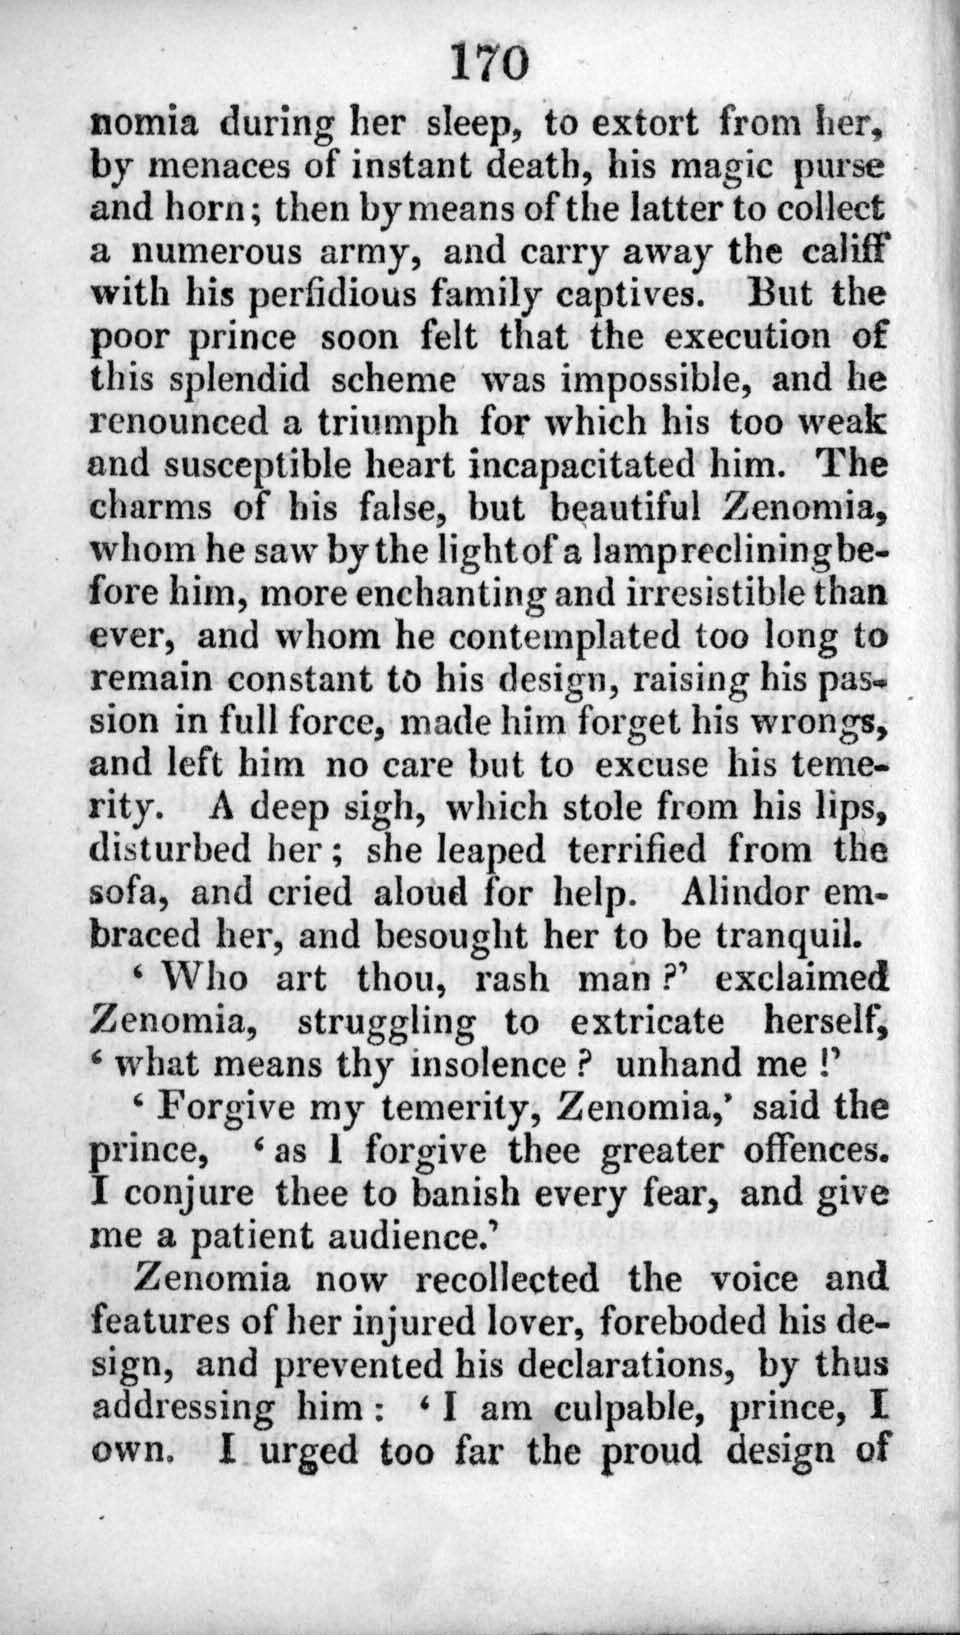 170
nomia during her sleep, to extort from her,
by menaces of instant death, his magic purse
and horn; then by means of the latter to collect
a numerous army, and carry away the califf
with his perfidious family captives. But the
poor prince soon felt that the execution of
this splendid scheme was impossible, and he
renounced a triumph for which his too weak
and susceptible heart incapacitated him. The
charms of his false, but beautiful Zenomia,
whom he saw by the light of a lamp reclining be-
fore him, more enchanting and irresistible than
ever, and whom he contemplated too long to
remain constant to his design, raising his pas-
sion in full force, made him forget his wrongs,
and left him no care but to excuse his teme-
rity. A deep sigh, which stole from his lips,
disturbed her; she leaped terrified from the
sofa, and cried aloud for help. Alindor em-
braced her, and besought her to be tranquil.
‘ Who art thou, rash man ?’ exclaimed
Zenomia, struggling to extricate herself,
‘ what means thy insolence ? unhand me !’
‘ Forgive my temerity, Zenomia,’ said the
prince, ‘ as I forgive thee greater offences.
I conjure thee to banish every fear, and give
me a patient audience.’
Zenomia now recollected the voice and
features of her injured lover, foreboded his de-
sign, and prevented his declarations, by thus
addressing him : ‘ I am culpable, prince, I
own. I urged too far the proud design of